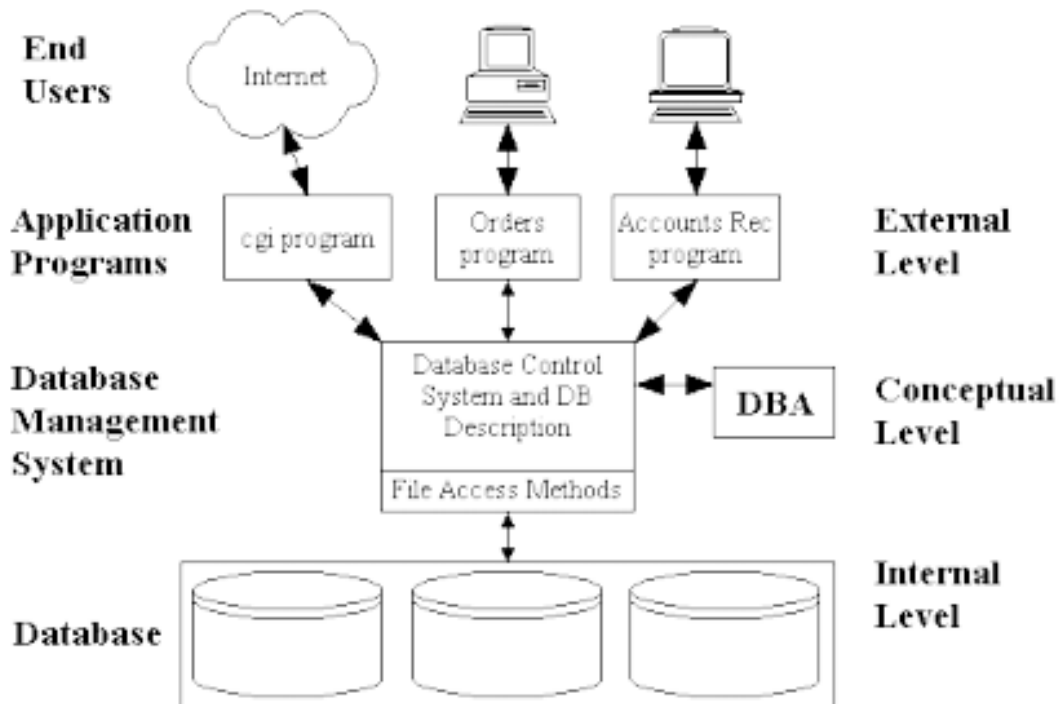 End
Users
Internet
Application
Programs
cgi program
Orders
program
Accounts Rec
program
External
Level
Database
Management
System
Database Control
System and DB
Description
File Access Methods
DBA
Conceptual
Level
Database
Internal
Level